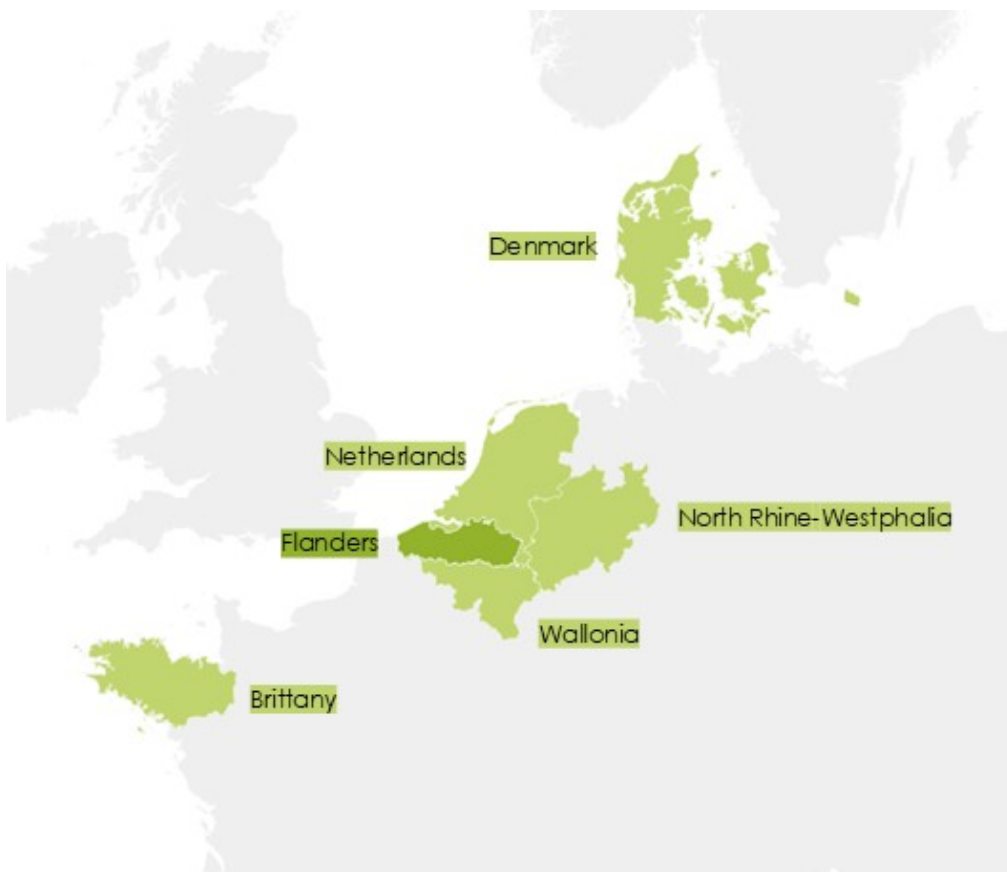 Denmark
Netherlands
North Rhine-Westphalia
Flanders
Wallonia
Brittany